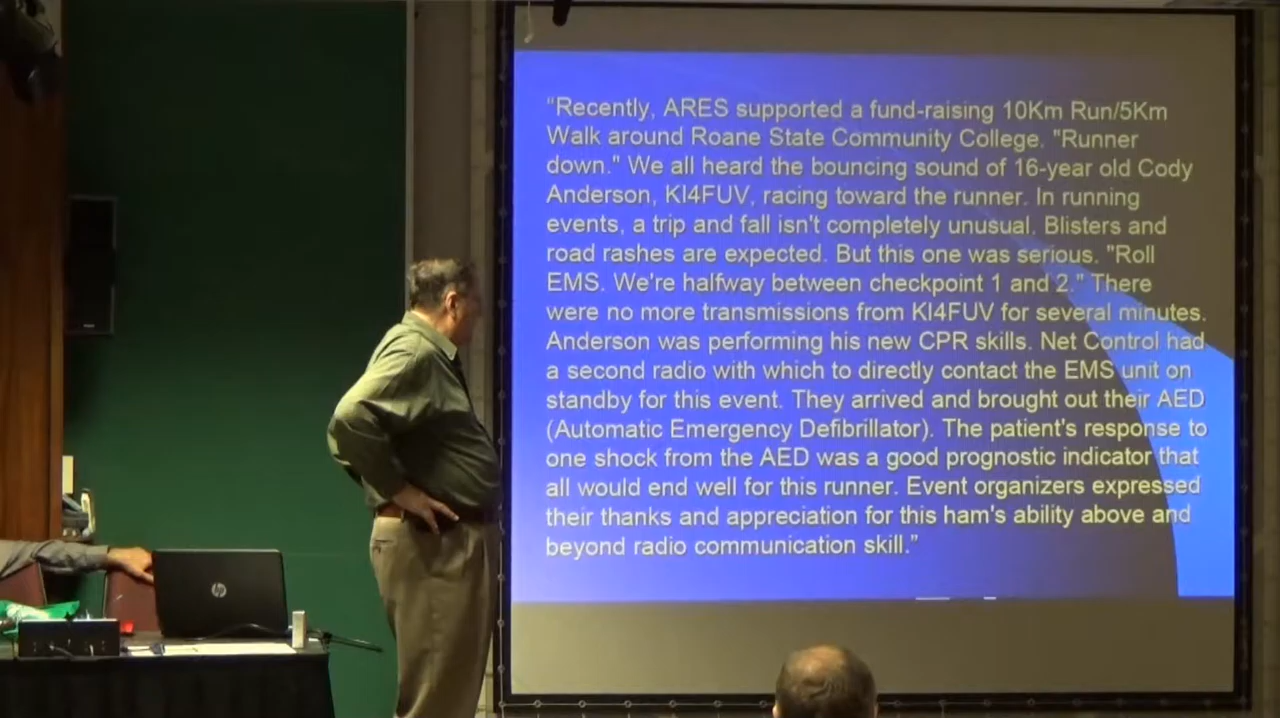 “Recently, ARES supported a fund-raising 10Km Run/5Km
Walk around Roane State Community College. "Runner
down." We all heard the bouncing sound of 16-year old Cody
Anderson, KI4FUV, racing toward the runner. In running
events, a trip and fall isn't completely unusual. Blisters and
road rashes are expected. But this one was serious. "Roll
EMS. We're halfway between checkpoint 1 and 2." There
were no more transmissions from KI4FUV for several minutes.
Anderson was performing his new CPR skills. Net Control had
a second radio with which to directly contact the EMS unit on
standby for this event. They arrived and brought out their AED
(Automatic Emergency Defibrillator). The patient's response to
one shock from the AED was a good prognostic indicator that
all would end well for this runner. Event organizers expressed
their thanks and appreciation for this ham's ability above and
beyond radio communication skill.”
hp